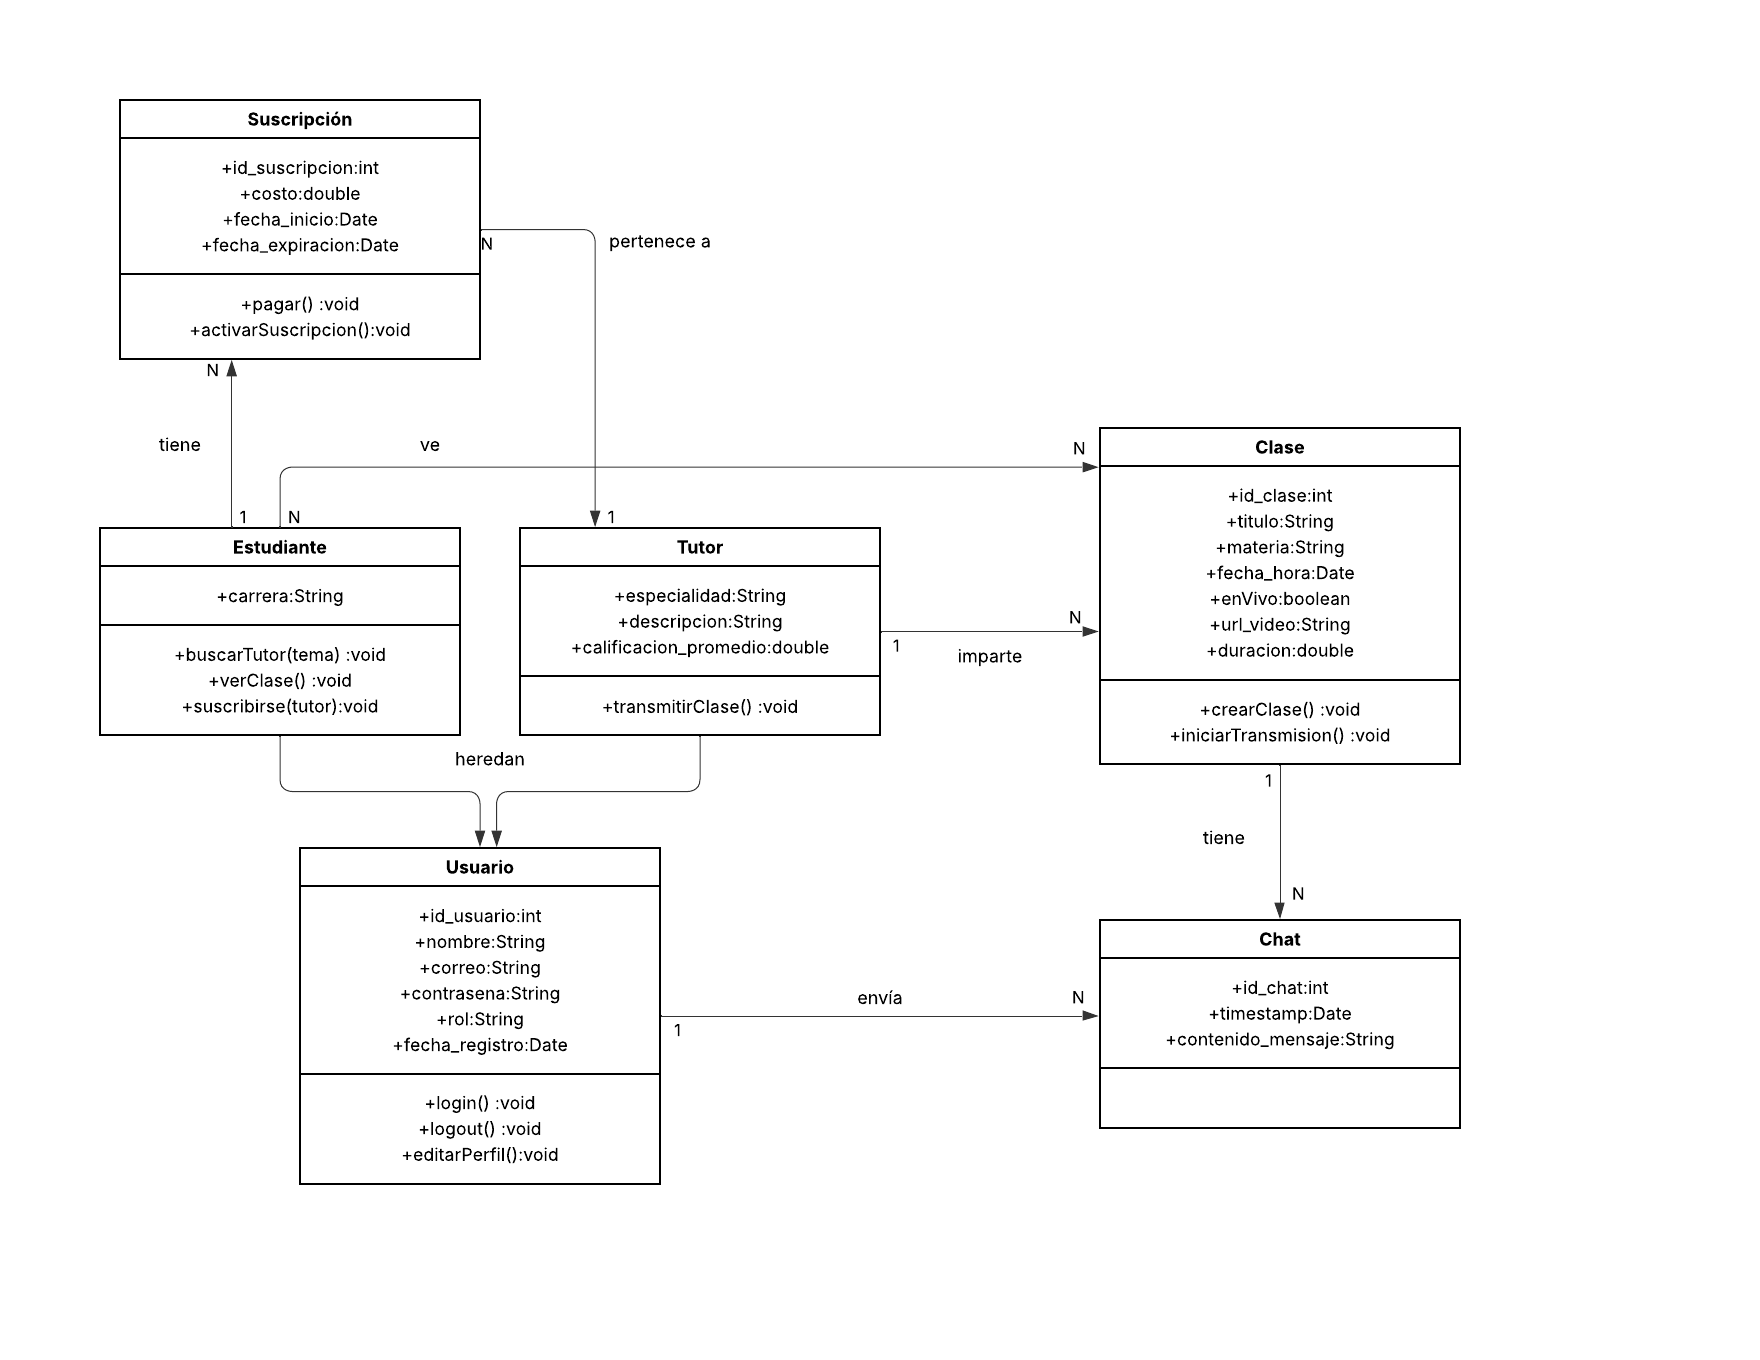 Suscripción
+id_suscripcion:int
+costo:double
+fecha_inicio:Date
+fecha_expiracion:Date
+pagar() :void
+activarSuscripcion():void
N
pertenece a
N
tiene
ve
N
1
N
1
Estudiante
+carrera:String
+buscarTutor(tema) :void
+verClase() :void
+suscribirse(tutor):void
Tutor
+especialidad:String
+descripcion:String
+calificacion_promedio:double
+transmitirClase() :void
1
imparte
N
Clase
+id_clase:int
+titulo:String
+materia:String
+fecha_hora:Date
+enVivo:boolean
+url_video:String
+duracion:double
+crearClase() :void
+iniciarTransmision() :void
heredan
1
tiene
N
Usuario
+id_usuario:int
+nombre:String
+correo:String
+contrasena:String
+rol:String
+fecha_registro:Date
+login() :void
+logout() :void
+editarPerfil():void
1
envía
N
Chat
+id_chat:int
+timestamp:Date
+contenido_mensaje:String